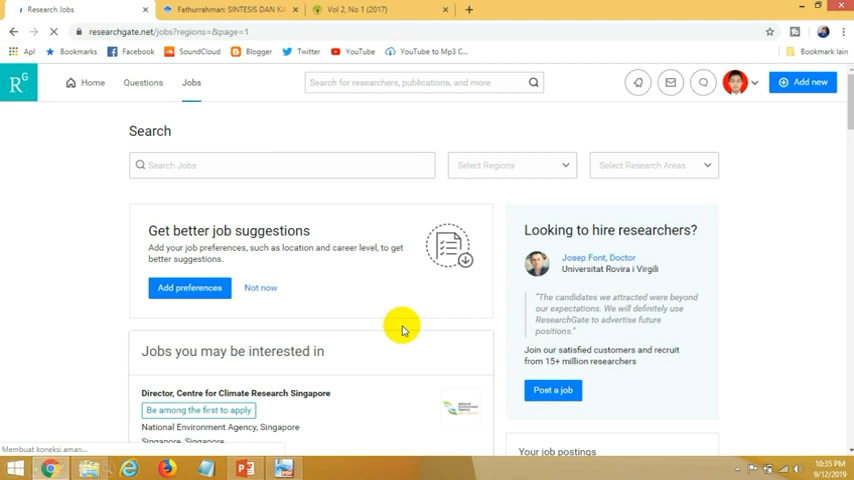 Research Jobs
Fathurrahman: SINTESIS DAN KA
Vol 2, No 1 (2017)
researchgate.net/jobs?regions=&page=1
Apl
Bookmarks
Facebook
SoundCloud
Blogger
Twitter
YouTube
YouTube to Mp3 C...
Bookmark lain
RG
Home
Questions
Jobs
Search for researchers, publications, and more
Add new
Search
Search Jobs
Select Regions
Select Research Areas
Get better job suggestions
Add your job preferences, such as location and career level, to get
better suggestions.
Add preferences
Not now
Looking to hire researchers?
Josep Font, Doctor
Universitat Rovira i Virgili
“The candidates we attracted were beyond
our expectations. We will definitely use
ResearchGate to advertise future
positions.”
Join our satisfied customers and recruit
from 15+ million researchers
Post a job
Jobs you may be interested in
Director, Centre for Climate Research Singapore
Be among the first to apply
National Environment Agency, Singapore
Singapore, Singapore
Your job postings
Membuat koneksi aman...
10:35 PM
9/12/2019